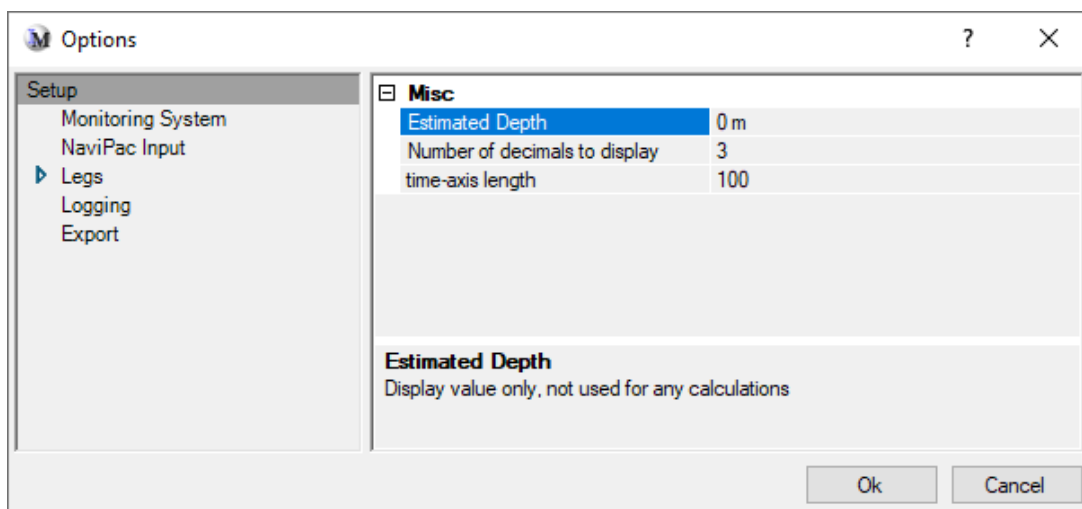 Options
Setup
Monitoring System
NaviPac Input
Legs
Logging
Export
Misc
Estimated Depth 0 m
Number of decimals to display 3
time-axis length 100
Estimated Depth
Display value only, not used for any calculations
Ok Cancel